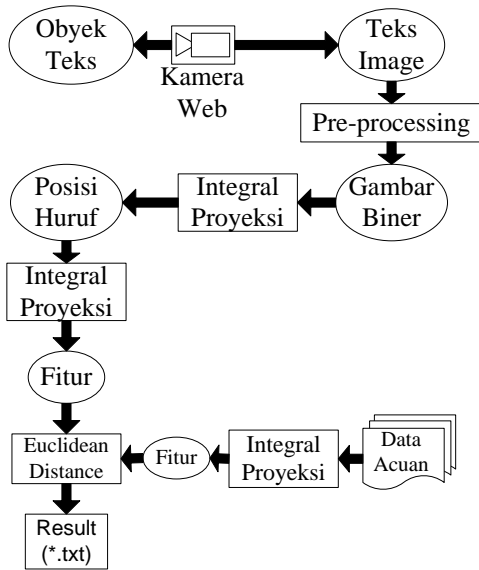 Obyek
Teks
Kamera
Web
Teks
Image
Pre-processing
Posisi
Huruf
Integral
Proyeksi
Gambar
Biner
Integral
Proyeksi
Fitur
Euclidean
Distance
Fitur
Integral
Proyeksi
Data
Acuan
Result
(*.txt)